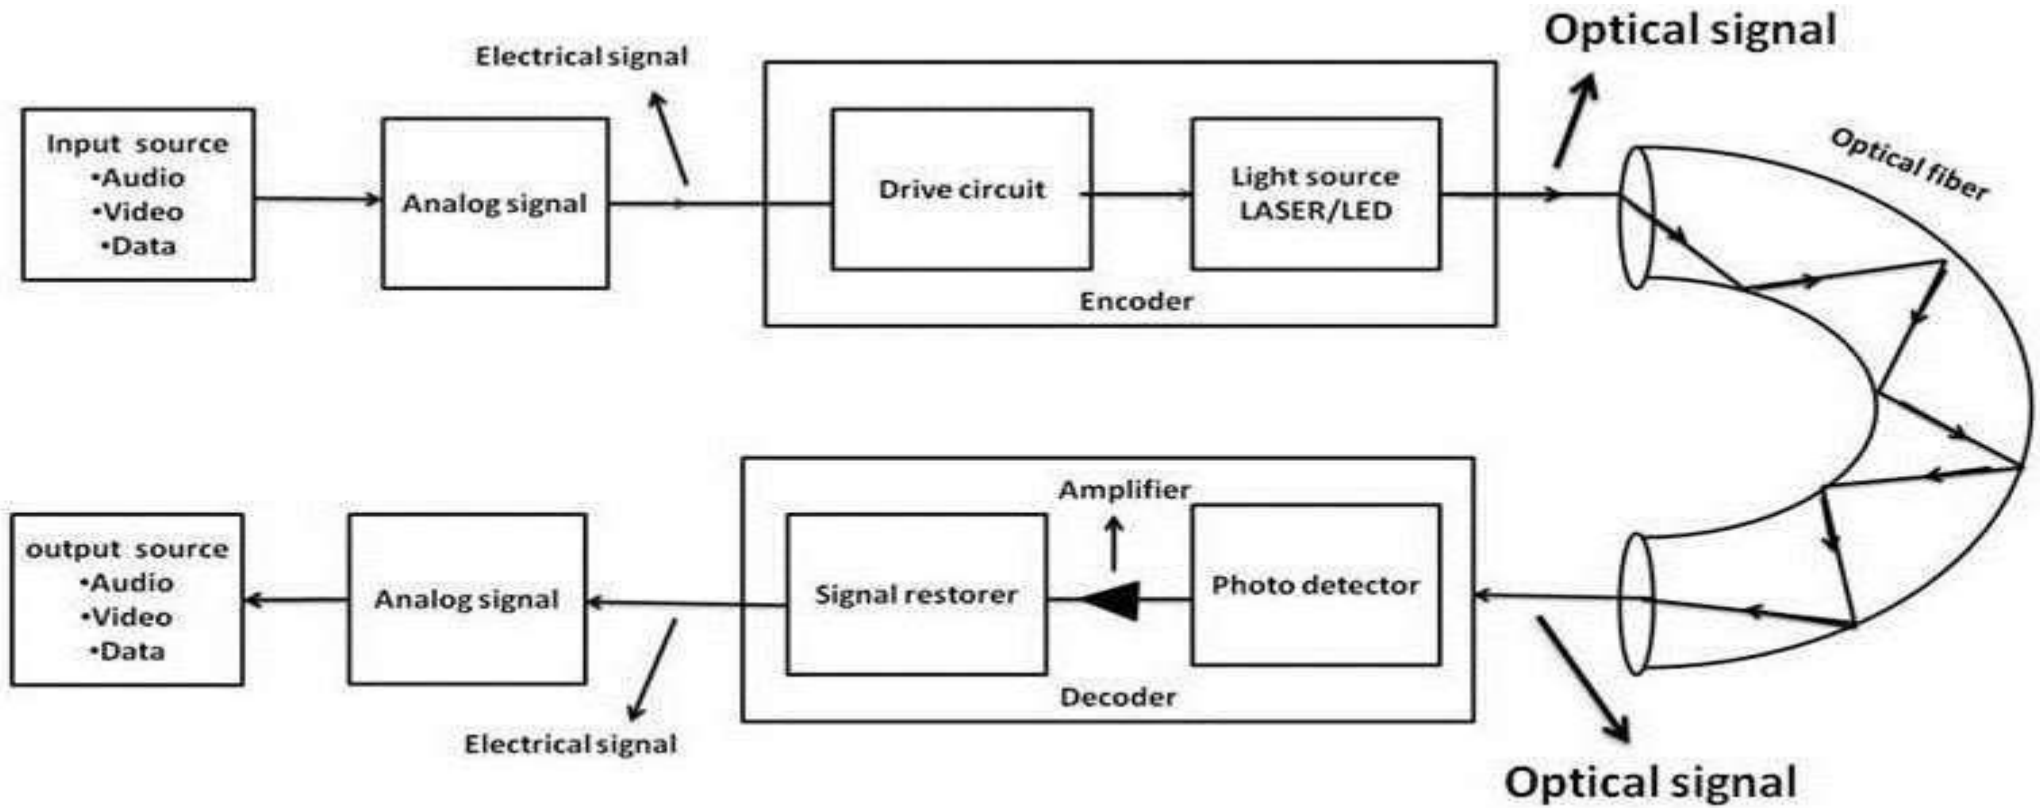 Optical signal
Electrical signal
Input source
•Audio
•Video
•Data
Analog signal
Drive circuit
Light source
LASER/LED
Encoder
Optical fiber
Amplifier
output source
•Audio
•Video
•Data
Analog signal
Signal restorer
Photo detector
Decoder
Electrical signal
Optical signal